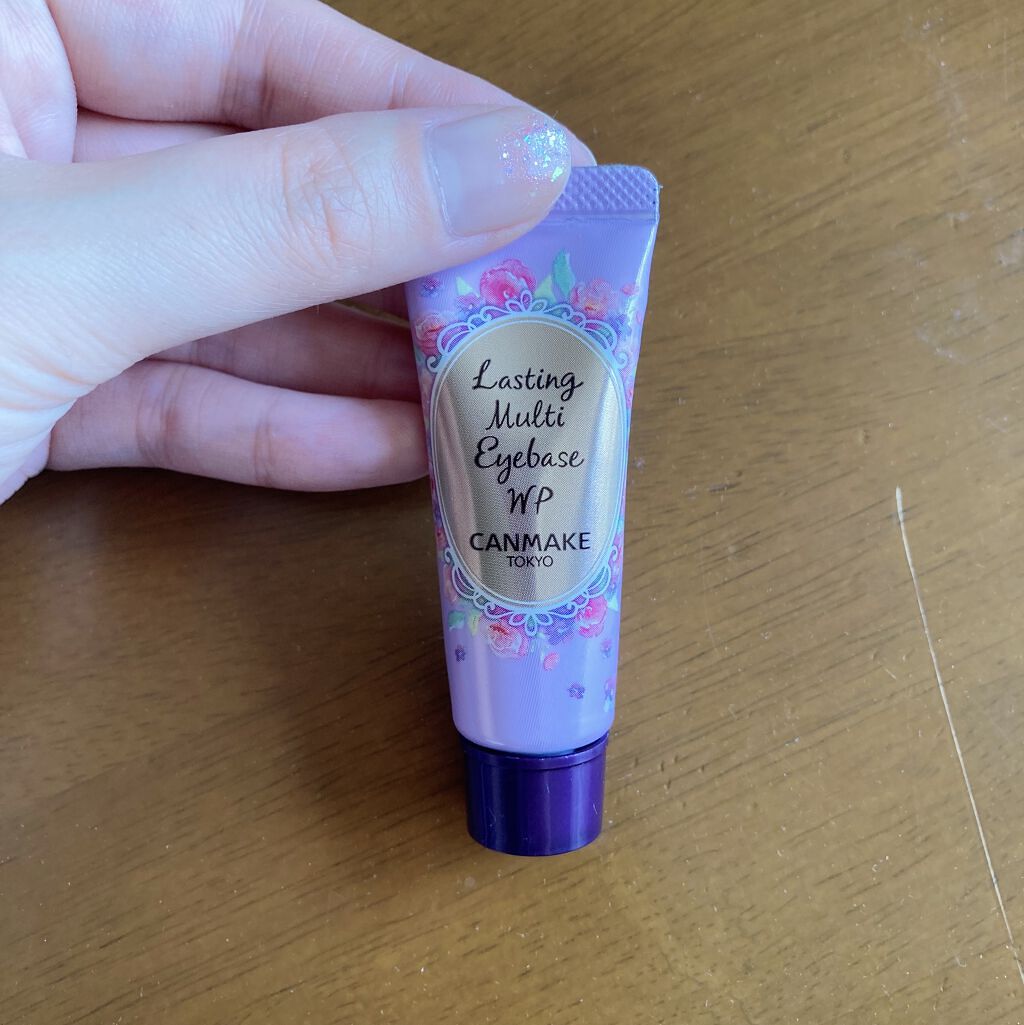 Lasting
Multi
Eyebase
WP
CANMAKE
TOKYO